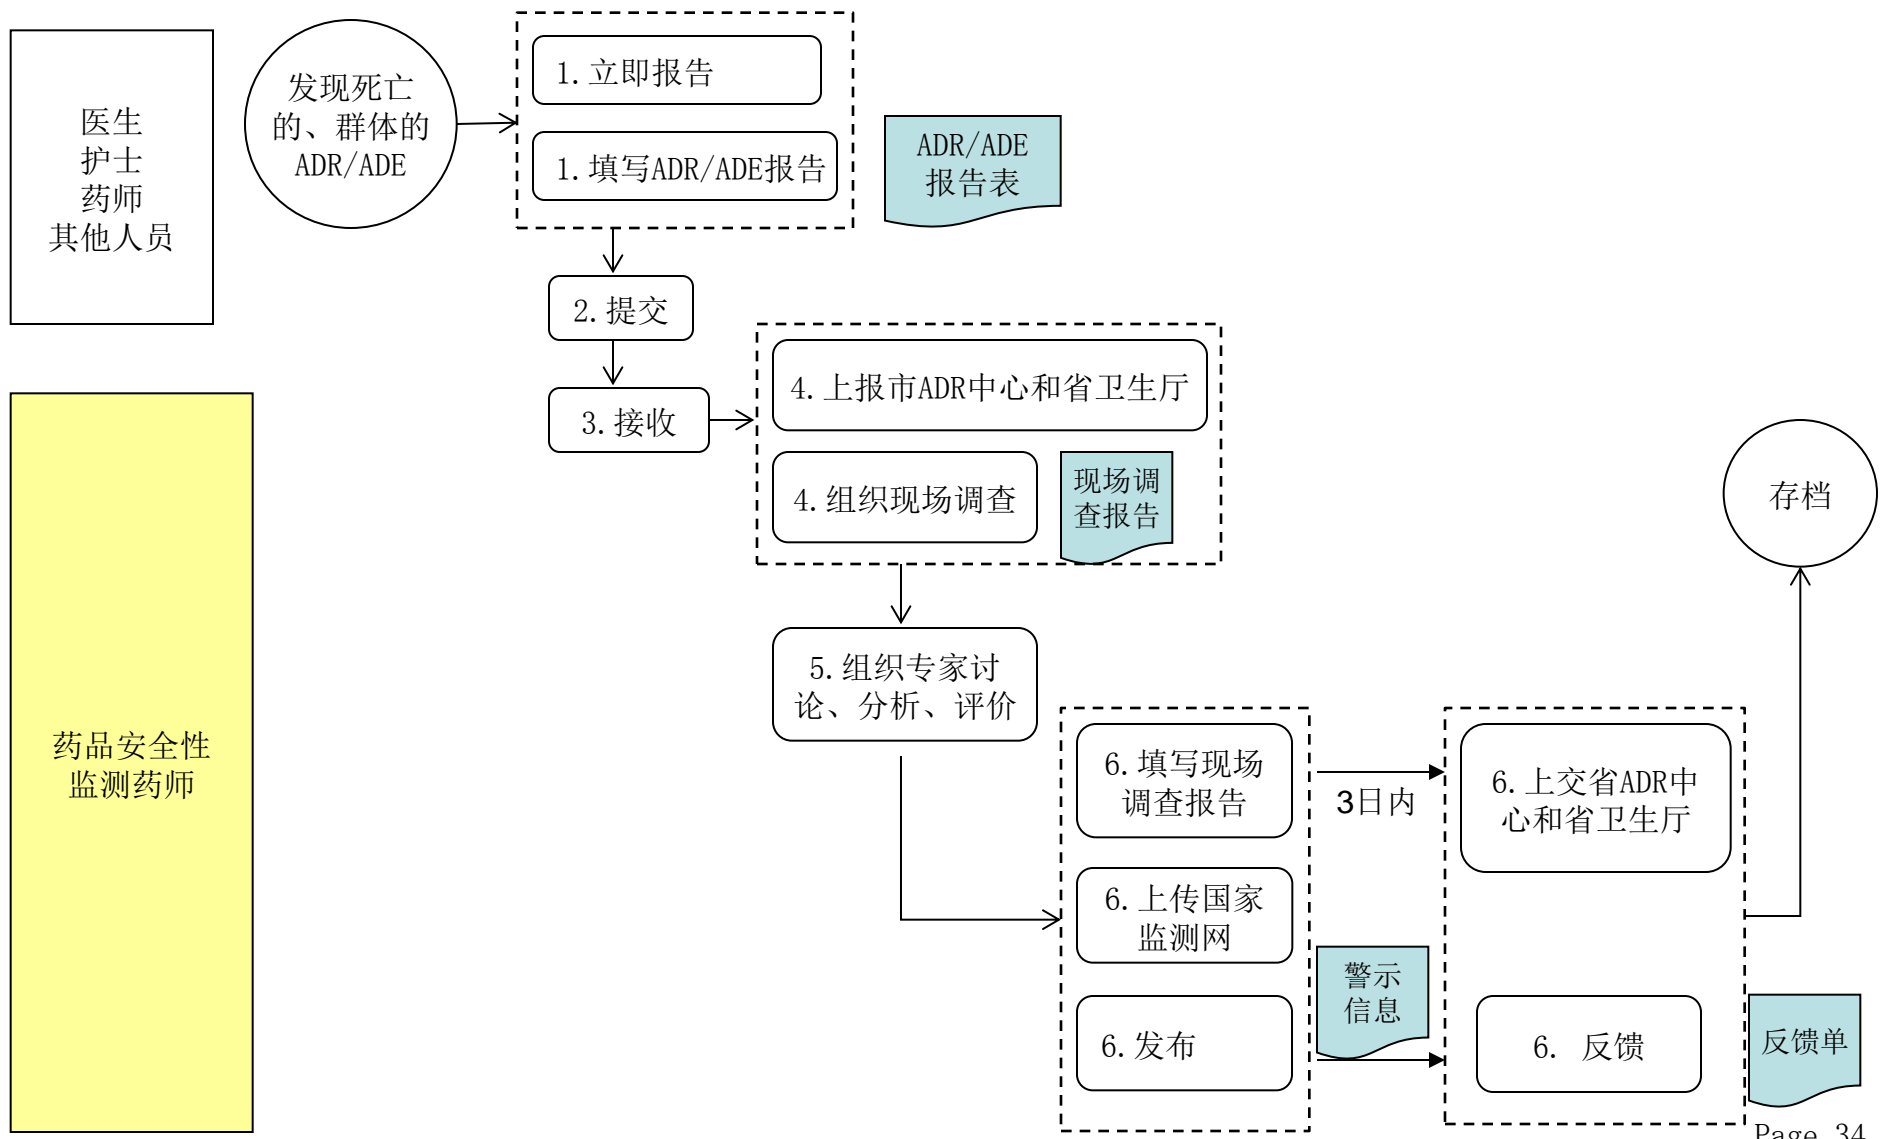 医生
护士
药师
其他人员
发现死亡
的、群体的
ADR/ADE
1.立即报告
1.填写ADR/ADE报告
ADR/ADE
报告表
2.提交
3.接收
4.上报市ADR中心和省卫生厅
4.组织现场调查
现场调
查报告
存档
5.组织专家讨
论、分析、评价
药品安全性
监测药师
6.填写现场
调查报告
3日内
6.上交省ADR中
心和省卫生厅
6.上传国家
监测网
警示
信息
6.发布
6. 反馈
反馈单
Page 34